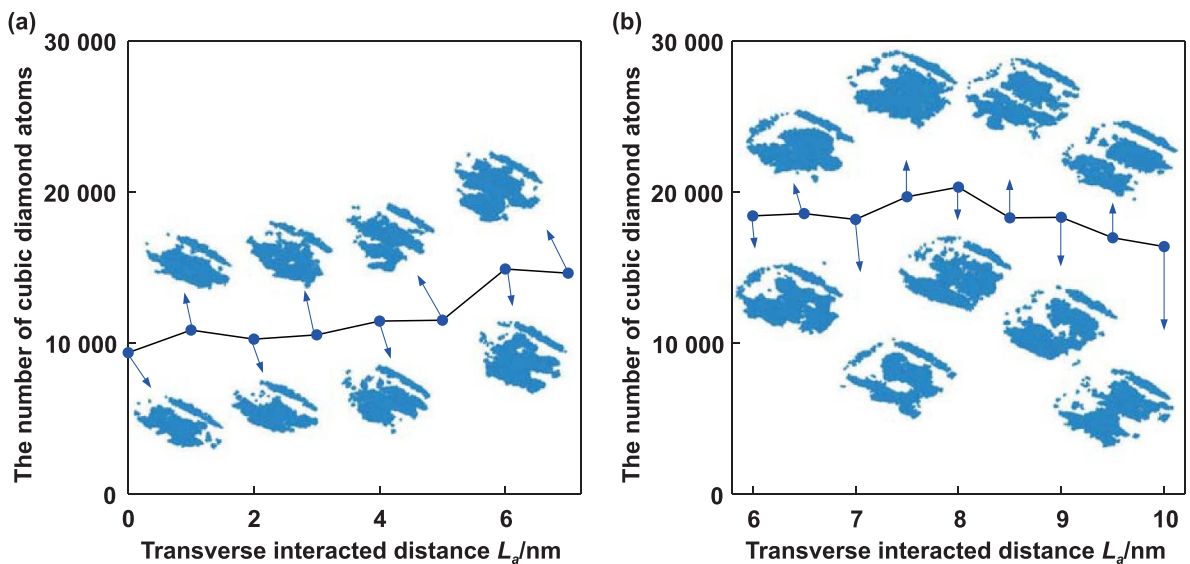 (a)
30 000
20 000
10 000
0
The number of cubic diamond atoms
0 2 4 6
Transverse interacted distance La/nm
(b)
30 000
20 000
10 000
0
The number of cubic diamond atoms
6 7 8 9 10
Transverse interacted distance La/nm